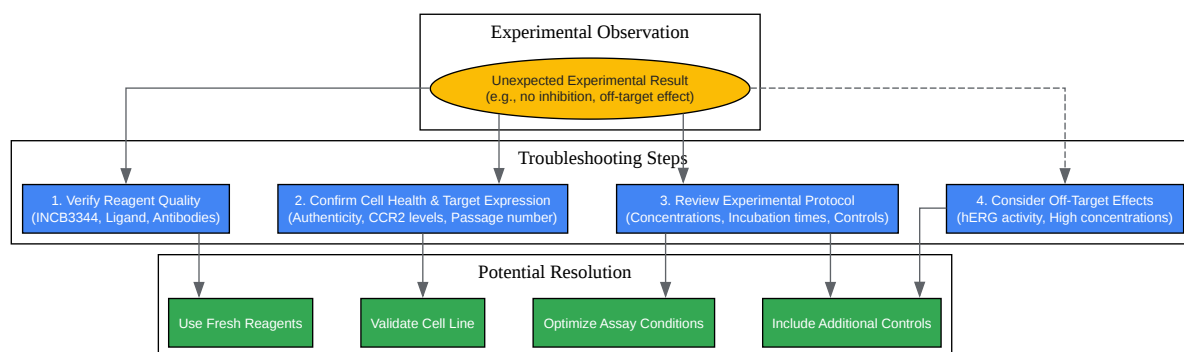 Experimental Observation
Unexpected Experimental Result
(e.g., no inhibition, off-target effect)
Troubleshooting Steps
1. Verify Reagent Quality
(INCB3344, Ligand, Antibodies)
2. Confirm Cell Health & Target Expression
(Authenticity, CCR2 levels, Passage number)
3. Review Experimental Protocol
(Concentrations, Incubation times, Controls)
4. Consider Off-Target Effects
(hERG activity, High concentrations)
Potential Resolution
Use Fresh Reagents
Validate Cell Line
Optimize Assay Conditions
Include Additional Controls